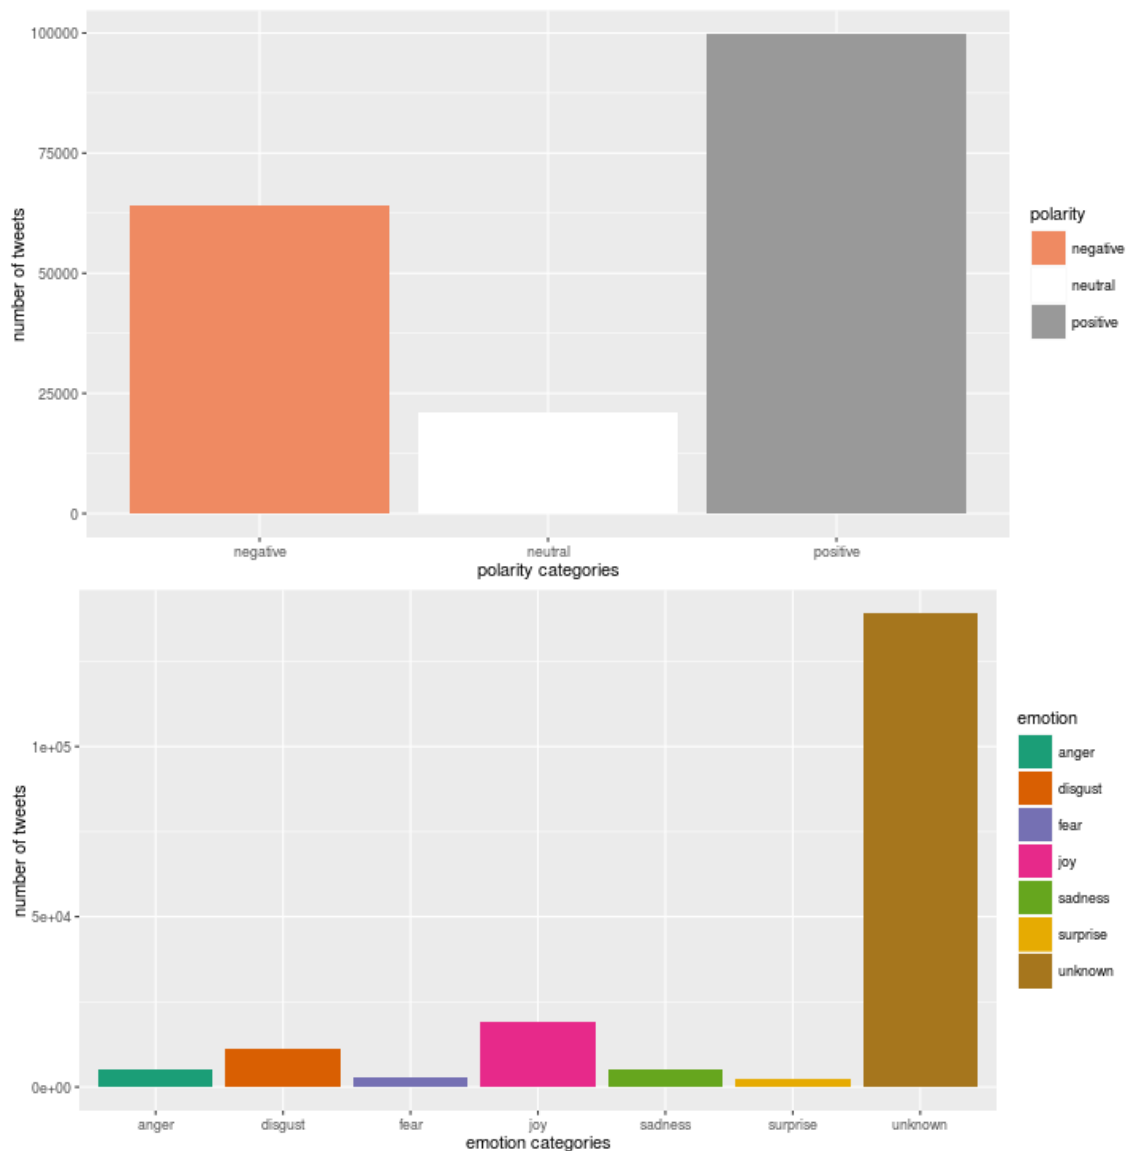 100000
75000
50000
25000
0
number of tweets
negative
neutral
positive
polarity categories
polarity
negative
neutral
positive
1e+05
5e+04
0e+00
number of tweets
anger
disgust
fear
joy
sadness
surprise
unknown
emotion categories
emotion
anger
disgust
fear
joy
sadness
surprise
unknown